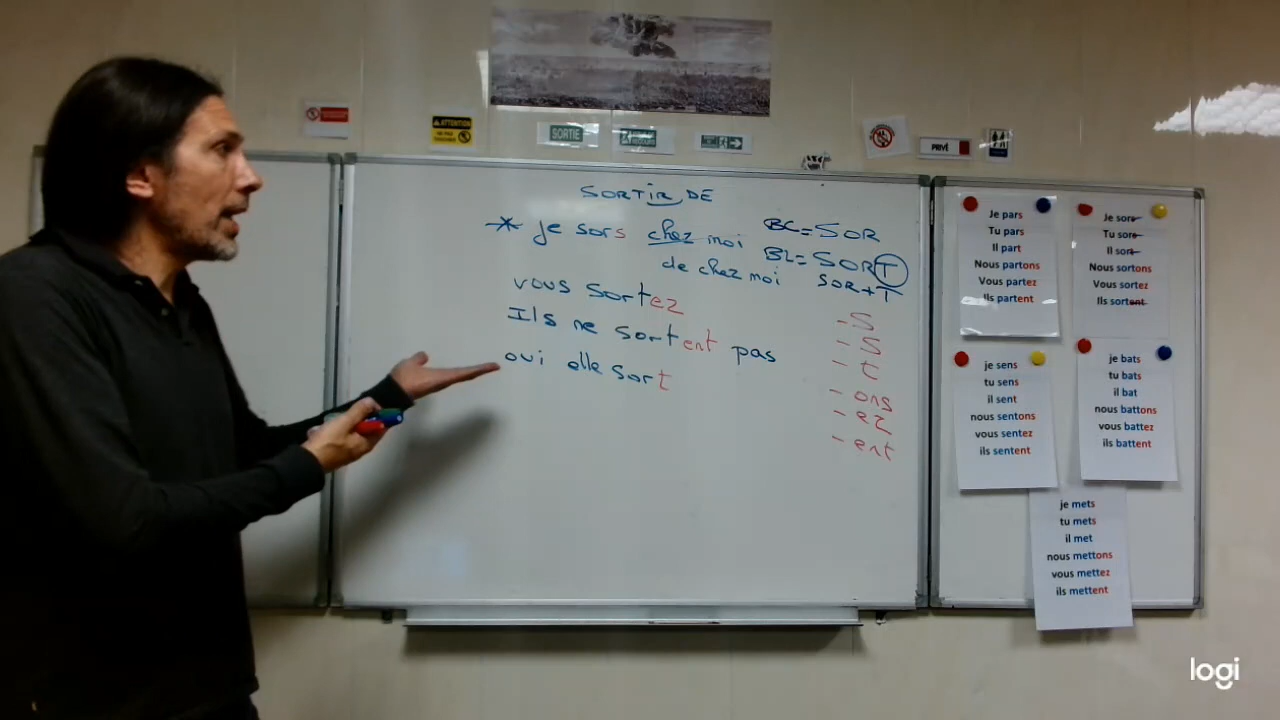 ATTENTION
SORTIE
PRIVÉ
SORTIR DE
* je sors chez moi
de chez moi
BC=SOR
BL=SORT
SOR+T
vous sortez
Ils ne sortent pas
oui elle sort
-S
-S
-t
-ons
-ez
-ent
Je pars
Tu pars
Il part
Nous partons
Vous partez
Ils partent
Je sors
Tu sors
Il sort
Nous sortons
Vous sortez
Ils sortent
je sens
tu sens
il sent
nous sentons
vous sentez
ils sentent
je bats
tu bats
il bat
nous battons
vous battez
ils battent
je mets
tu mets
il met
nous mettons
vous mettez
ils mettent
logi